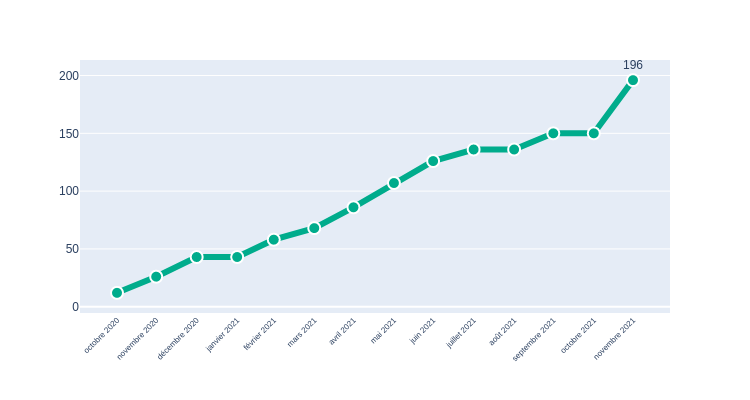 196
200
150
100
50
0
octobre 2020
novembre 2020
décembre 2020
janvier 2021
février 2021
mars 2021
avril 2021
mai 2021
juin 2021
juillet 2021
août 2021
septembre 2021
octobre 2021
novembre 2021